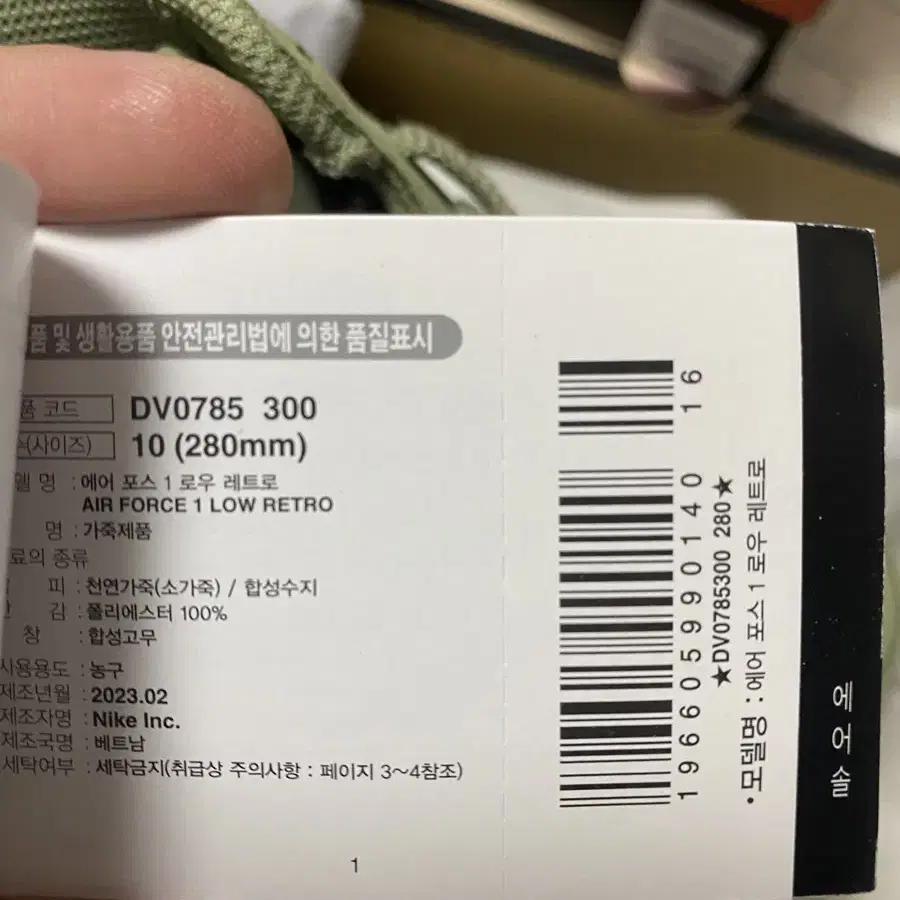 품 및 생활용품 안전관리법에 의한 품질표시
품 코드 DV0785 300
(사이즈) 10 (280mm)
델 명 : 에어 포스 1 로우 레트로
AIR FORCE 1 LOW RETRO
명 : 가죽제품
료의 종류
피 : 천연가죽(소가죽) / 합성수지
감 : 폴리에스터 100%
창 : 합성고무
사용용도 : 농구
제조년월 : 2023.02
제조자명 : Nike Inc.
제조국명 : 베트남
세탁여부 : 세탁금지(취급상 주의사항 : 페이지 3~4참조)
1
16
196605990140
★DV0785300 280★
• 모델명 : 에어 포스 1 로우 레트로
에어솔